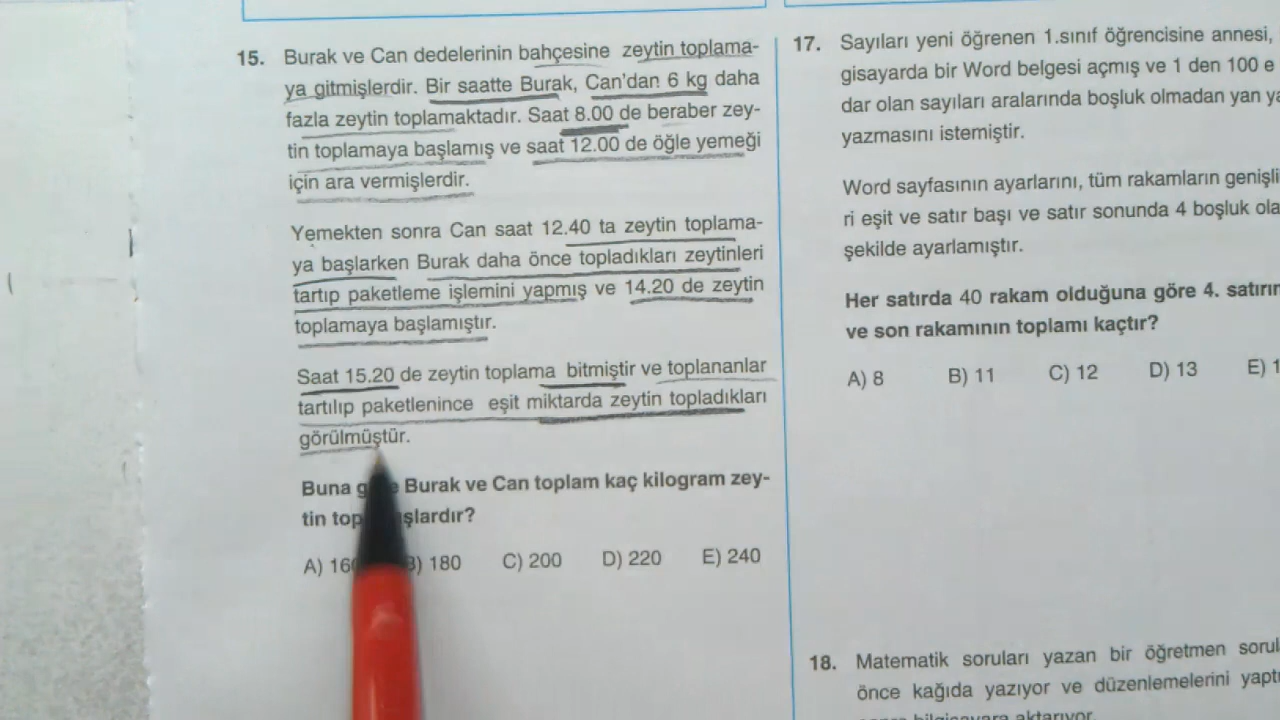 15. Burak ve Can dedelerinin bahçesine zeytin toplama-
ya gitmişlerdir. Bir saatte Burak, Can'dan 6 kg daha
fazla zeytin toplamaktadır. Saat 8.00 de beraber zey-
tin toplamaya başlamış ve saat 12.00 de öğle yemeği
için ara vermişlerdir.
Yemekten sonra Can saat 12.40 ta zeytin toplama-
ya başlarken Burak daha önce topladıkları zeytinleri
tartıp paketleme işlemini yapmış ve 14.20 de zeytin
toplamaya başlamıştır.
Saat 15.20 de zeytin toplama bitmiştir ve toplananlar
tartılıp paketlenince eşit miktarda zeytin topladıkları
görülmüştür.
Buna Burak ve Can toplam kaç kilogram zey-
tin
A) B) 180 C) 200 D) 220 E) 240
17. Sayıları yeni öğrenen 1.sınıf öğrencisine annesi,
gisayarda bir Word belgesi açmış ve 1 den 100 e
dar olan sayıları aralarında boşluk olmadan yan
yazmasını istemiştir.
Word sayfasının ayarlarını, tüm rakamların
ri eşit ve satır başı ve satır sonunda 4 boşluk
şekilde ayarlamıştır.
Her satırda 40 rakam olduğuna göre 4.
ve son rakamının toplamı kaçtır?
A) 8 B) 11 C) 12 D) 13 E)
18. Matematik soruları yazan bir öğretmen
önce kağıda yazıyor ve düzenlemelerini